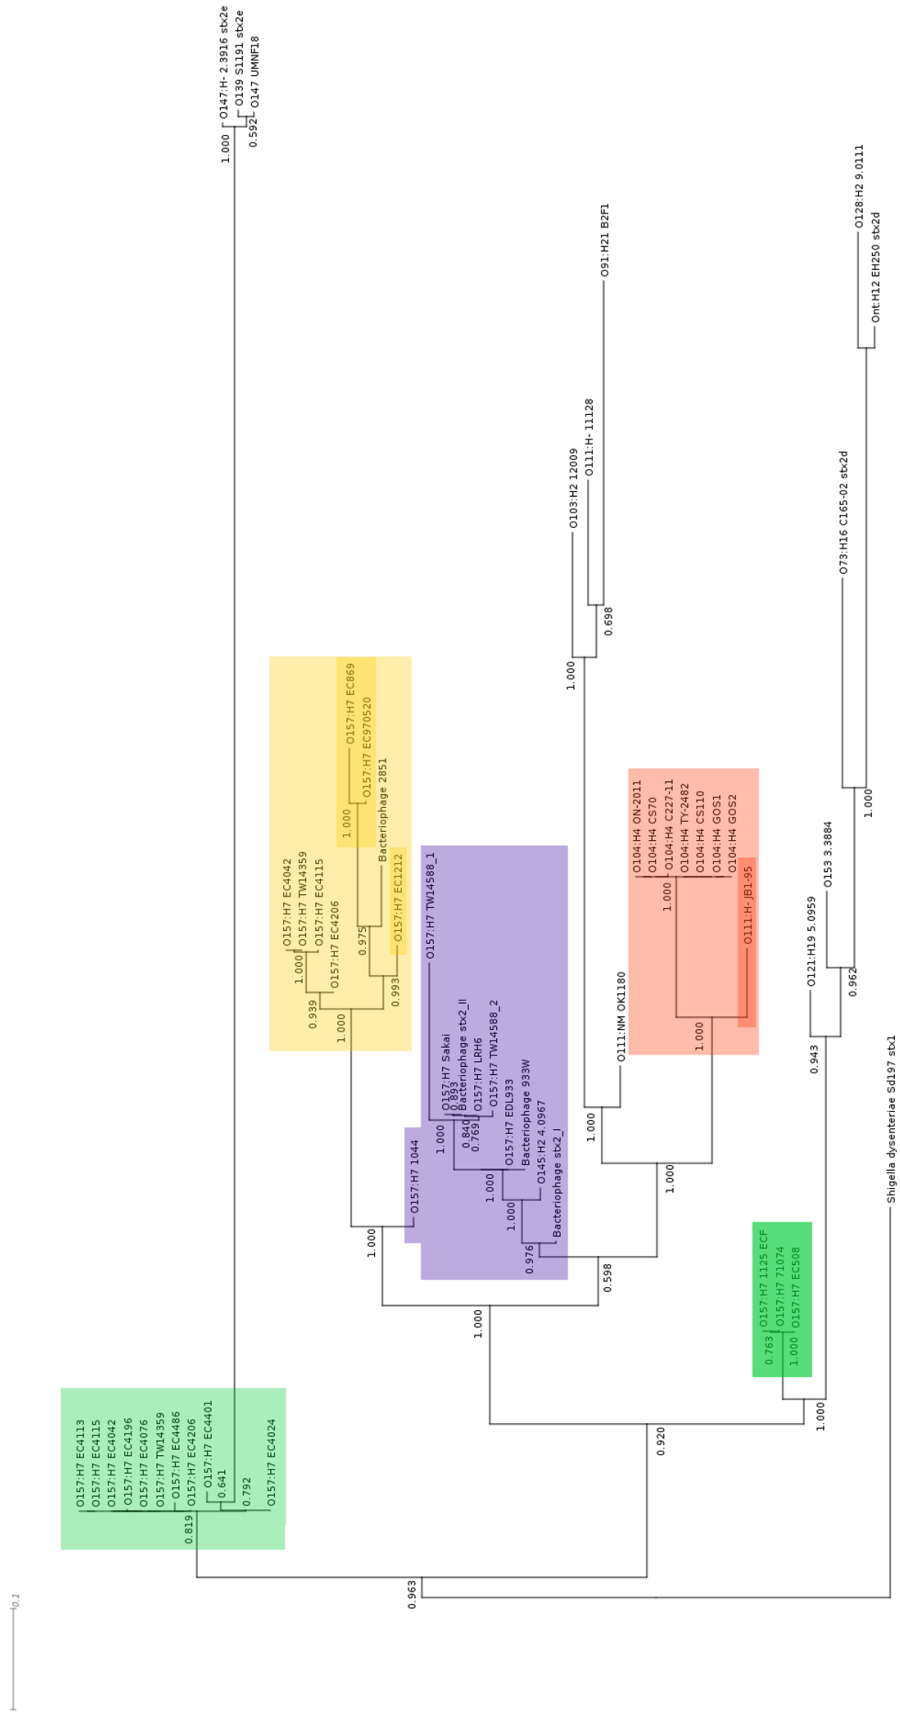 O147:H- 2.3916 stx2e
O139 S1191 stx2e
O147 UMNF18
1.000
0.592
O128:H2 9.0111
Ont:H12 EH250 stx2d
O91:H21 B2F1
O111:H- 11128
O103:H2 12009
0.698
1.000
O73:H16 C165-02 stx2d
1.000
O157:H7 EC869
O157:H7 EC970520
1.000
Bacteriophage 2851
O157:H7 EC1212
0.975
0.993
O157:H7 EC4042
O157:H7 TW14359
O157:H7 EC4115
O157:H7 EC4206
1.000
0.939
1.000
O157:H7 TW14588_1
O157:H7 Sakai
0.893
Bacteriophage stx2_II
O157:H7 LRH6
O157:H7 TW14588_2
1.000
0.840
0.769
O157:H7 EDL933
Bacteriophage 933W
O145:H2 4.0967
Bacteriophage stx2_I
1.000
1.000
0.976
O157:H7 1044
1.000
0.598
1.000
O104:H4 ON-2011
O104:H4 CS70
O104:H4 C227-11
O104:H4 TY-2482
O104:H4 CS110
O104:H4 GOS1
O104:H4 GOS2
1.000
O111:H- JB1-95
1.000
O111:NM OK1180
1.000
1.000
O153 3.3884
O121:H19 5.0959
0.962
0.943
Shigella dysenteriae Sd197 stx1
O157:H7 1125 ECF
O157:H7 71074
O157:H7 EC508
0.763
1.000
1.000
0.920
O157:H7 EC4113
O157:H7 EC4115
O157:H7 EC4042
O157:H7 EC4196
O157:H7 EC4076
O157:H7 TW14359
O157:H7 EC4486
O157:H7 EC4206
O157:H7 EC4401
O157:H7 EC4024
0.641
0.792
0.819
0.963
0.1